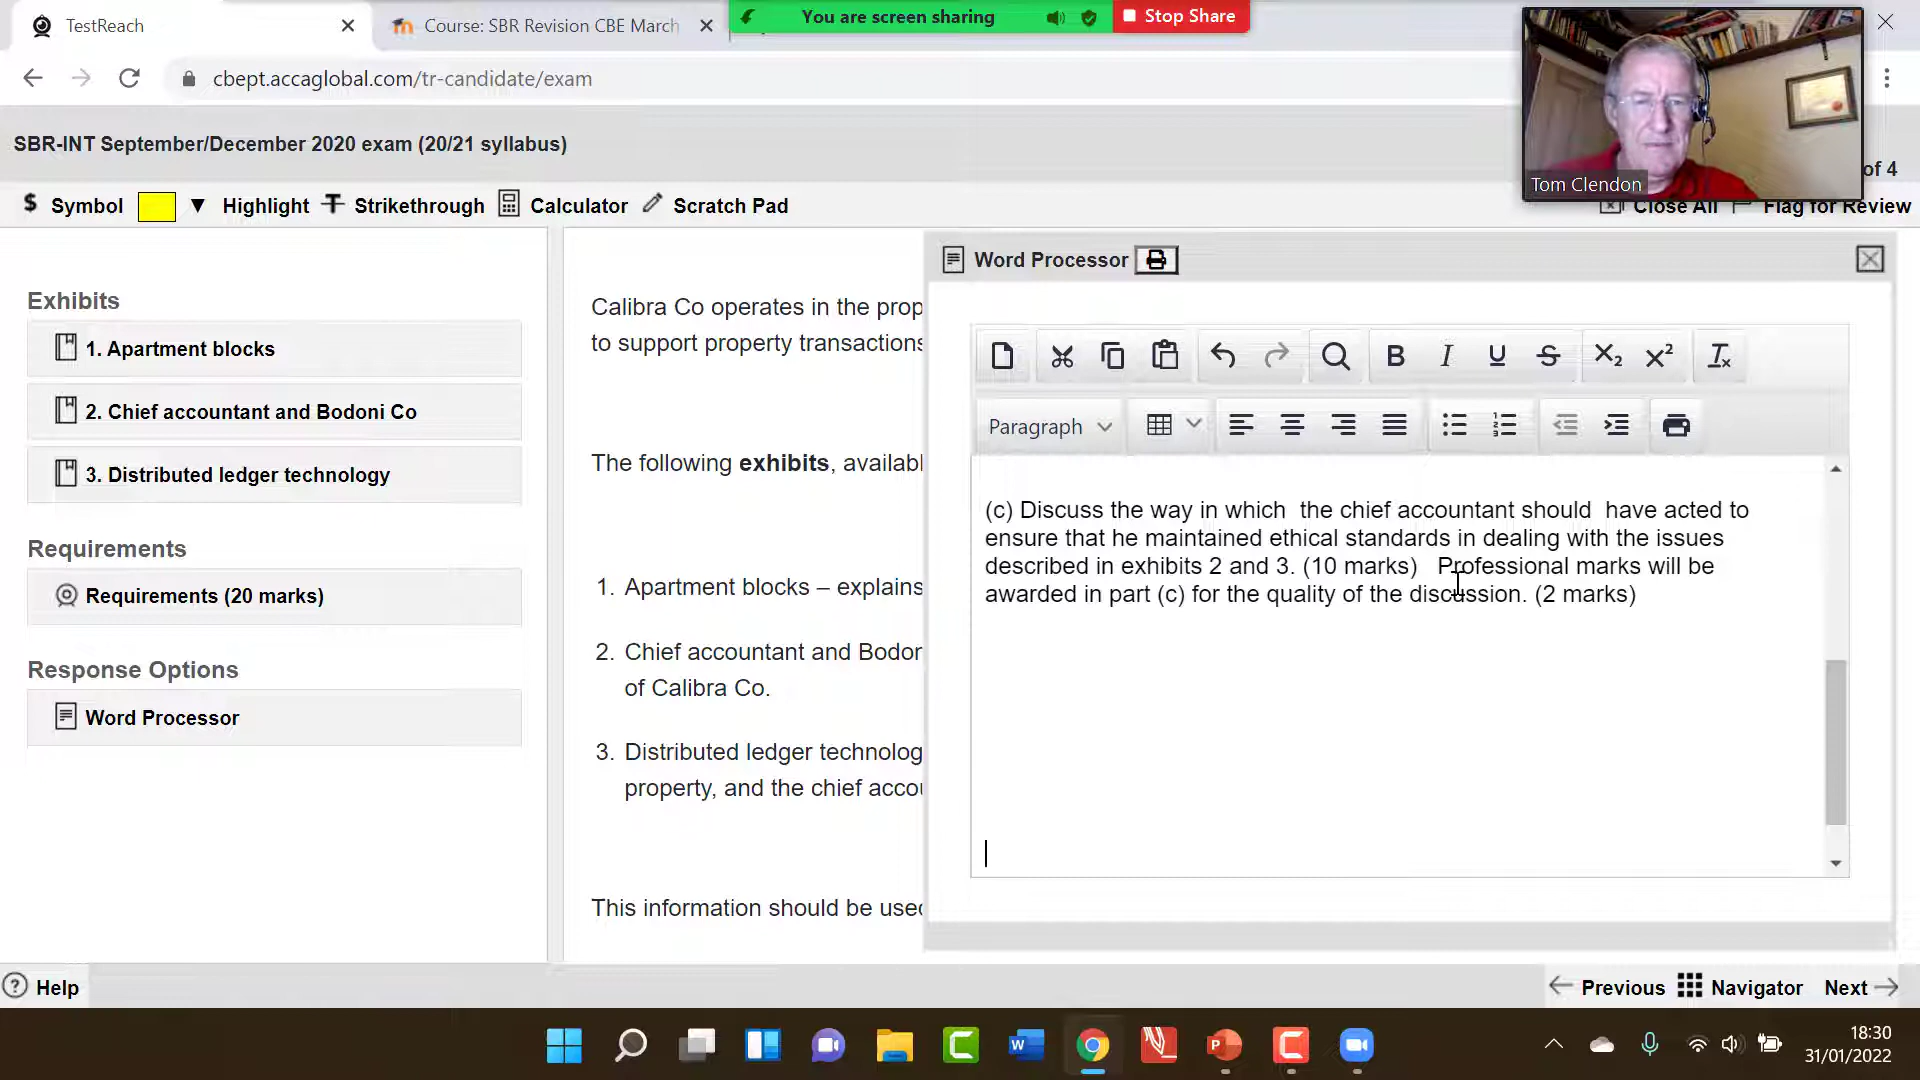 TestReach
Course: SBR Revision CBE March
You are screen sharing
Stop Share
cbept.accaglobal.com/tr-candidate/exam
SBR-INT September/December 2020 exam (20/21 syllabus)
of 4
Tom Clendon
Symbol
Highlight
Strikethrough
Calculator
Scratch Pad
Close All
Flag for Review
Exhibits
1. Apartment blocks
2. Chief accountant and Bodoni Co
3. Distributed ledger technology
Requirements
Requirements (20 marks)
Response Options
Word Processor
Calibra Co operates in the prop
to support property transactions
The following exhibits, availabl
1. Apartment blocks – explains
2. Chief accountant and Bodon
of Calibra Co.
3. Distributed ledger technolog
property, and the chief accou
This information should be used
Word Processor
Paragraph
(c) Discuss the way in which  the chief accountant should  have acted to
ensure that he maintained ethical standards in dealing with the issues
described in exhibits 2 and 3. (10 marks)   Professional marks will be
awarded in part (c) for the quality of the discussion. (2 marks)
Help
Previous
Navigator
Next
18:30
31/01/2022